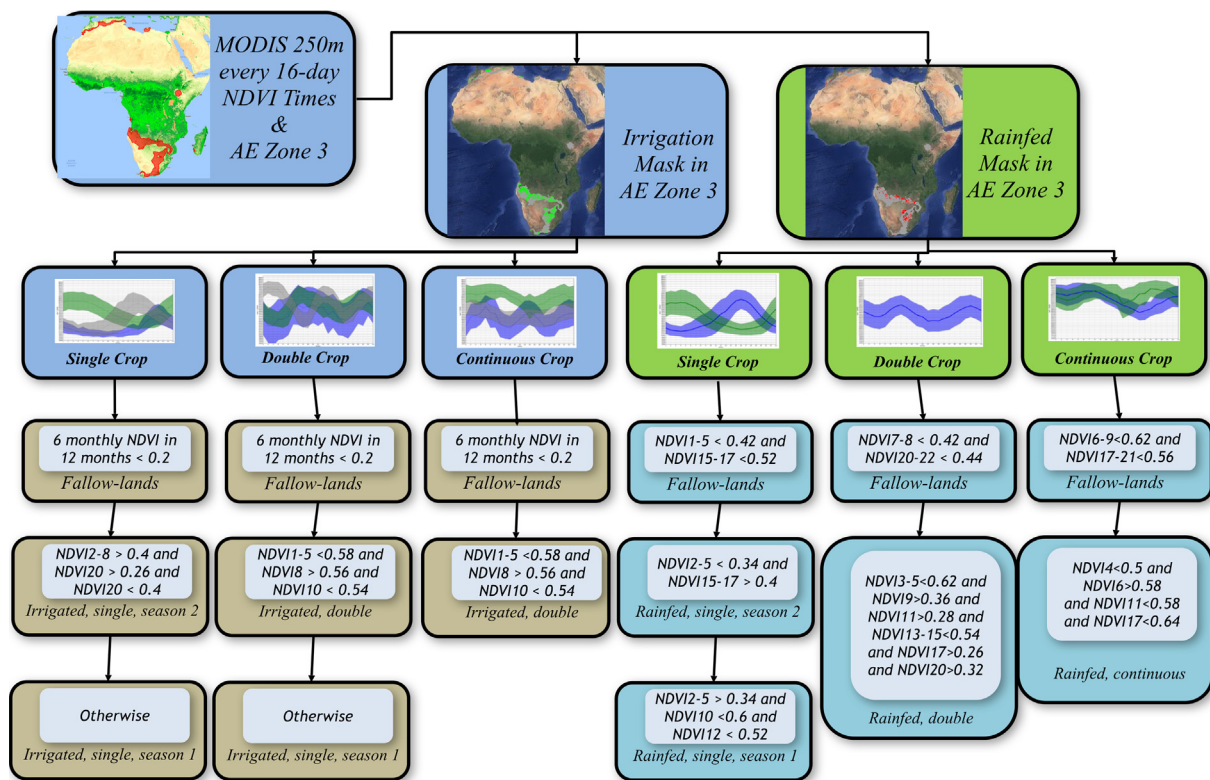 MODIS 250m
every 16-day
NDVI Times
&
AE Zone 3
Irrigation
Mask in
AE Zone 3
Rainfed
Mask in
AE Zone 3
Single Crop
Double Crop
Continuous Crop
Single Crop
Double Crop
Continuous Crop
6 monthly NDVI in
12 months < 0.2
Fallow-lands
6 monthly NDVI in
12 months < 0.2
Fallow-lands
6 monthly NDVI in
12 months < 0.2
Fallow-lands
NDVI1-5 < 0.42 and
NDVI15-17 <0.52
Fallow-lands
NDVI7-8 < 0.42 and
NDVI20-22 < 0.44
Fallow-lands
NDVI6-9<0.62 and
NDVI17-21<0.56
Fallow-lands
NDVI2-8 > 0.4 and
NDVI20 > 0.26 and
NDVI20 < 0.4
Irrigated, single, season 2
NDVI1-5 <0.58 and
NDVI8 > 0.56 and
NDVI10 < 0.54
Irrigated, double
NDVI1-5 <0.58 and
NDVI8 > 0.56 and
NDVI10 < 0.54
Irrigated, double
NDVI2-5 < 0.34 and
NDVI15-17 > 0.4
Rainfed, single, season 2
NDVI3-5<0.62 and
NDVI9>0.36 and
NDVI11>0.28 and
NDVI13-15<0.54
and NDVI17>0.26
and NDVI20>0.32
Rainfed, double
NDVI4<0.5 and
NDVI6>0.58
and NDVI11<0.58
and NDVI17<0.64
Rainfed, continuous
Otherwise
Irrigated, single, season 1
Otherwise
Irrigated, single, season 1
NDVI2-5 > 0.34 and
NDVI10 <0.6 and
NDVI12 < 0.52
Rainfed, single, season 1